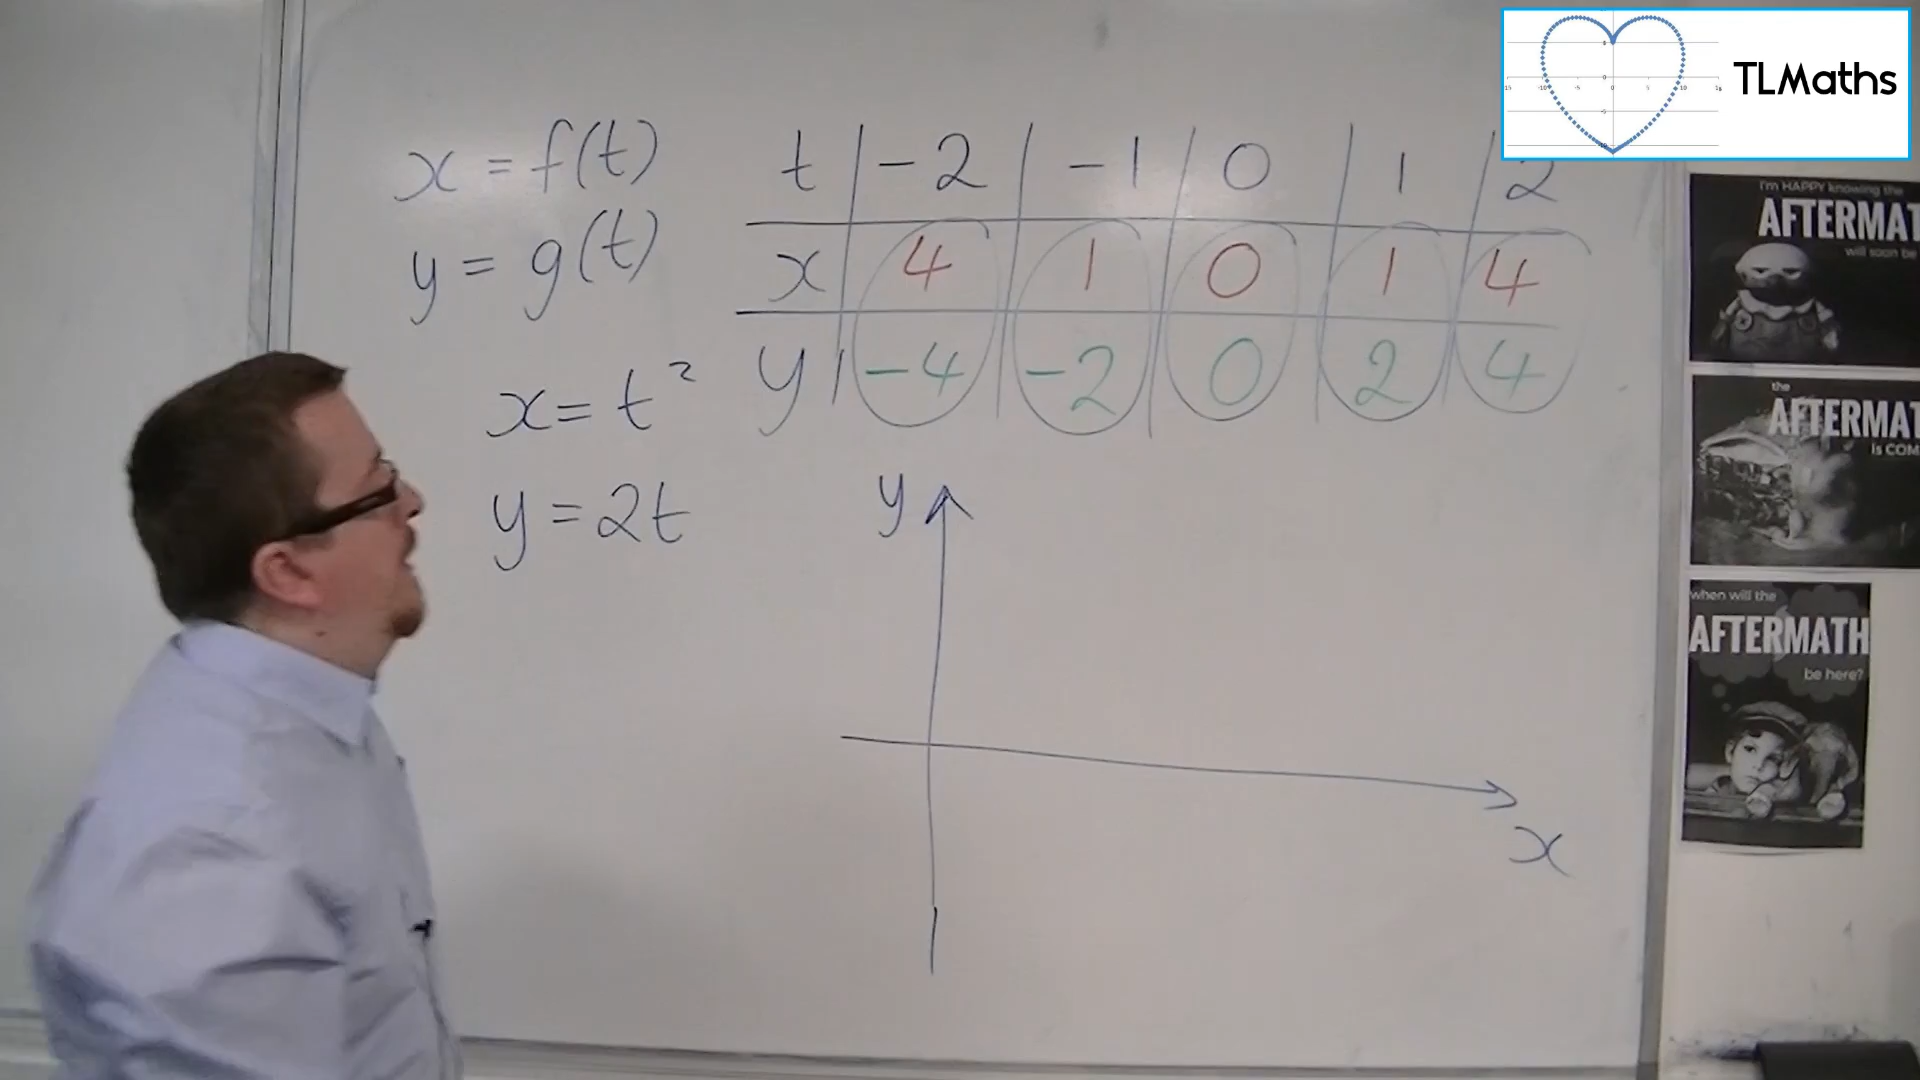 TLMaths
x = f(t)
y = g(t)
x = t²
y = 2t
t -2 -1 0 1 2
x 4 1 0 1 4
y -4 -2 0 2 4
y
x
I'm HAPPY knowing the
AFTERMAT
will soon be
the
AFTERMAT
is COM
when will the
AFTERMATH
be here?